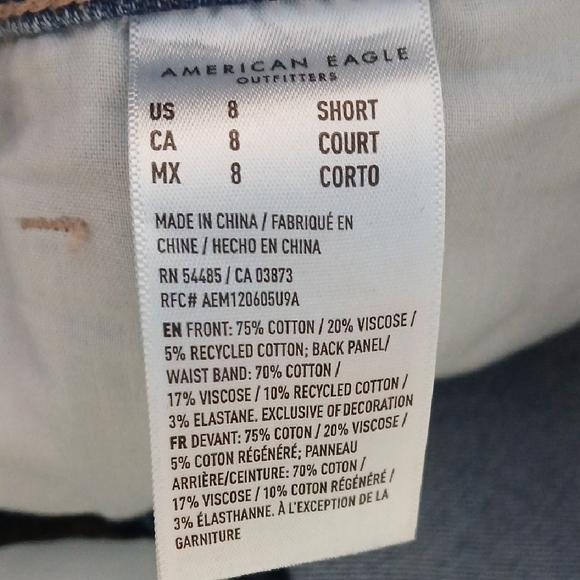 AMERICAN EAGLE
OUTFITTERS
US 8 SHORT
CA 8 COURT
MX 8 CORTO
MADE IN CHINA / FABRIQUÉ EN
CHINE / HECHO EN CHINA
RN 54485 / CA 03873
RFC# AEM120605U9A
EN FRONT: 75% COTTON / 20% VISCOSE /
5% RECYCLED COTTON; BACK PANEL/
WAIST BAND: 70% COTTON /
17% VISCOSE / 10% RECYCLED COTTON /
3% ELASTANE. EXCLUSIVE OF DECORATION
FR DEVANT: 75% COTON / 20% VISCOSE /
5% COTON RÉGÉNÉRÉ; PANNEAU
ARRIÈRE/CEINTURE: 70% COTON /
17% VISCOSE / 10% COTON RÉGÉNÉRÉ /
3% ÉLASTHANNE. À L'EXCEPTION DE LA
GARNITURE